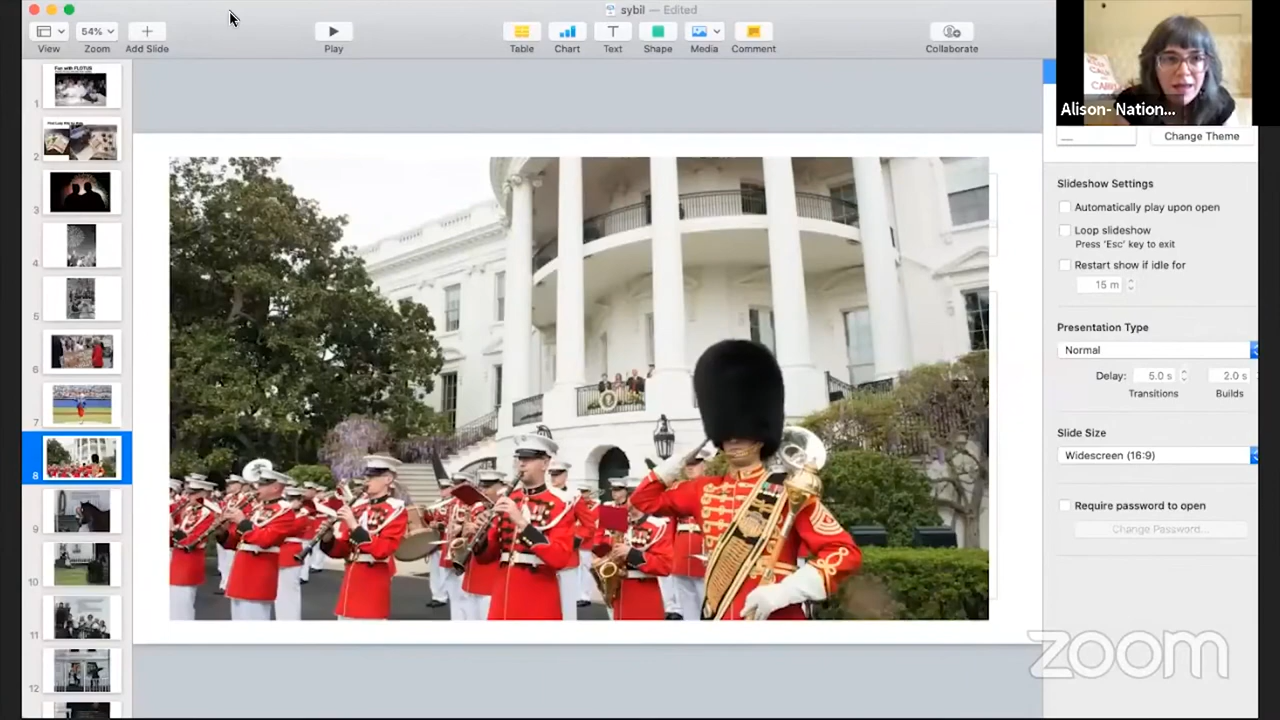 sybil — Edited
54%
View
Zoom
Add Slide
Play
Table
Chart
Text
Shape
Media
Comment
Collaborate
Alison- Nation...
Change Theme
Slideshow Settings
Automatically play upon open
Loop slideshow
Press 'Esc' key to exit
Restart show if idle for
15 m
Presentation Type
Normal
Delay: 5.0 s 2.0 s
Transitions Builds
Slide Size
Widescreen (16:9)
Require password to open
Change Password...
1
Fun with FLOTUS
2
3
4
5
6
7
8
9
10
11
12
zoom